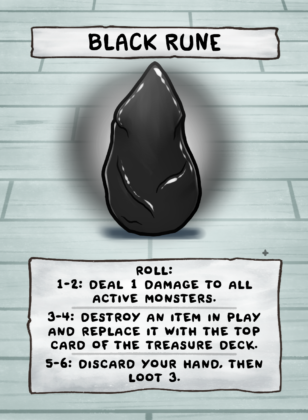 BLACK RUNE
ROLL:
1-2: DEAL 1 DAMAGE TO ALL
ACTIVE MONSTERS.
3-4: DESTROY AN ITEM IN PLAY
AND REPLACE IT WITH THE TOP
CARD OF THE TREASURE DECK.
5-6: DISCARD YOUR HAND, THEN
LOOT 3.